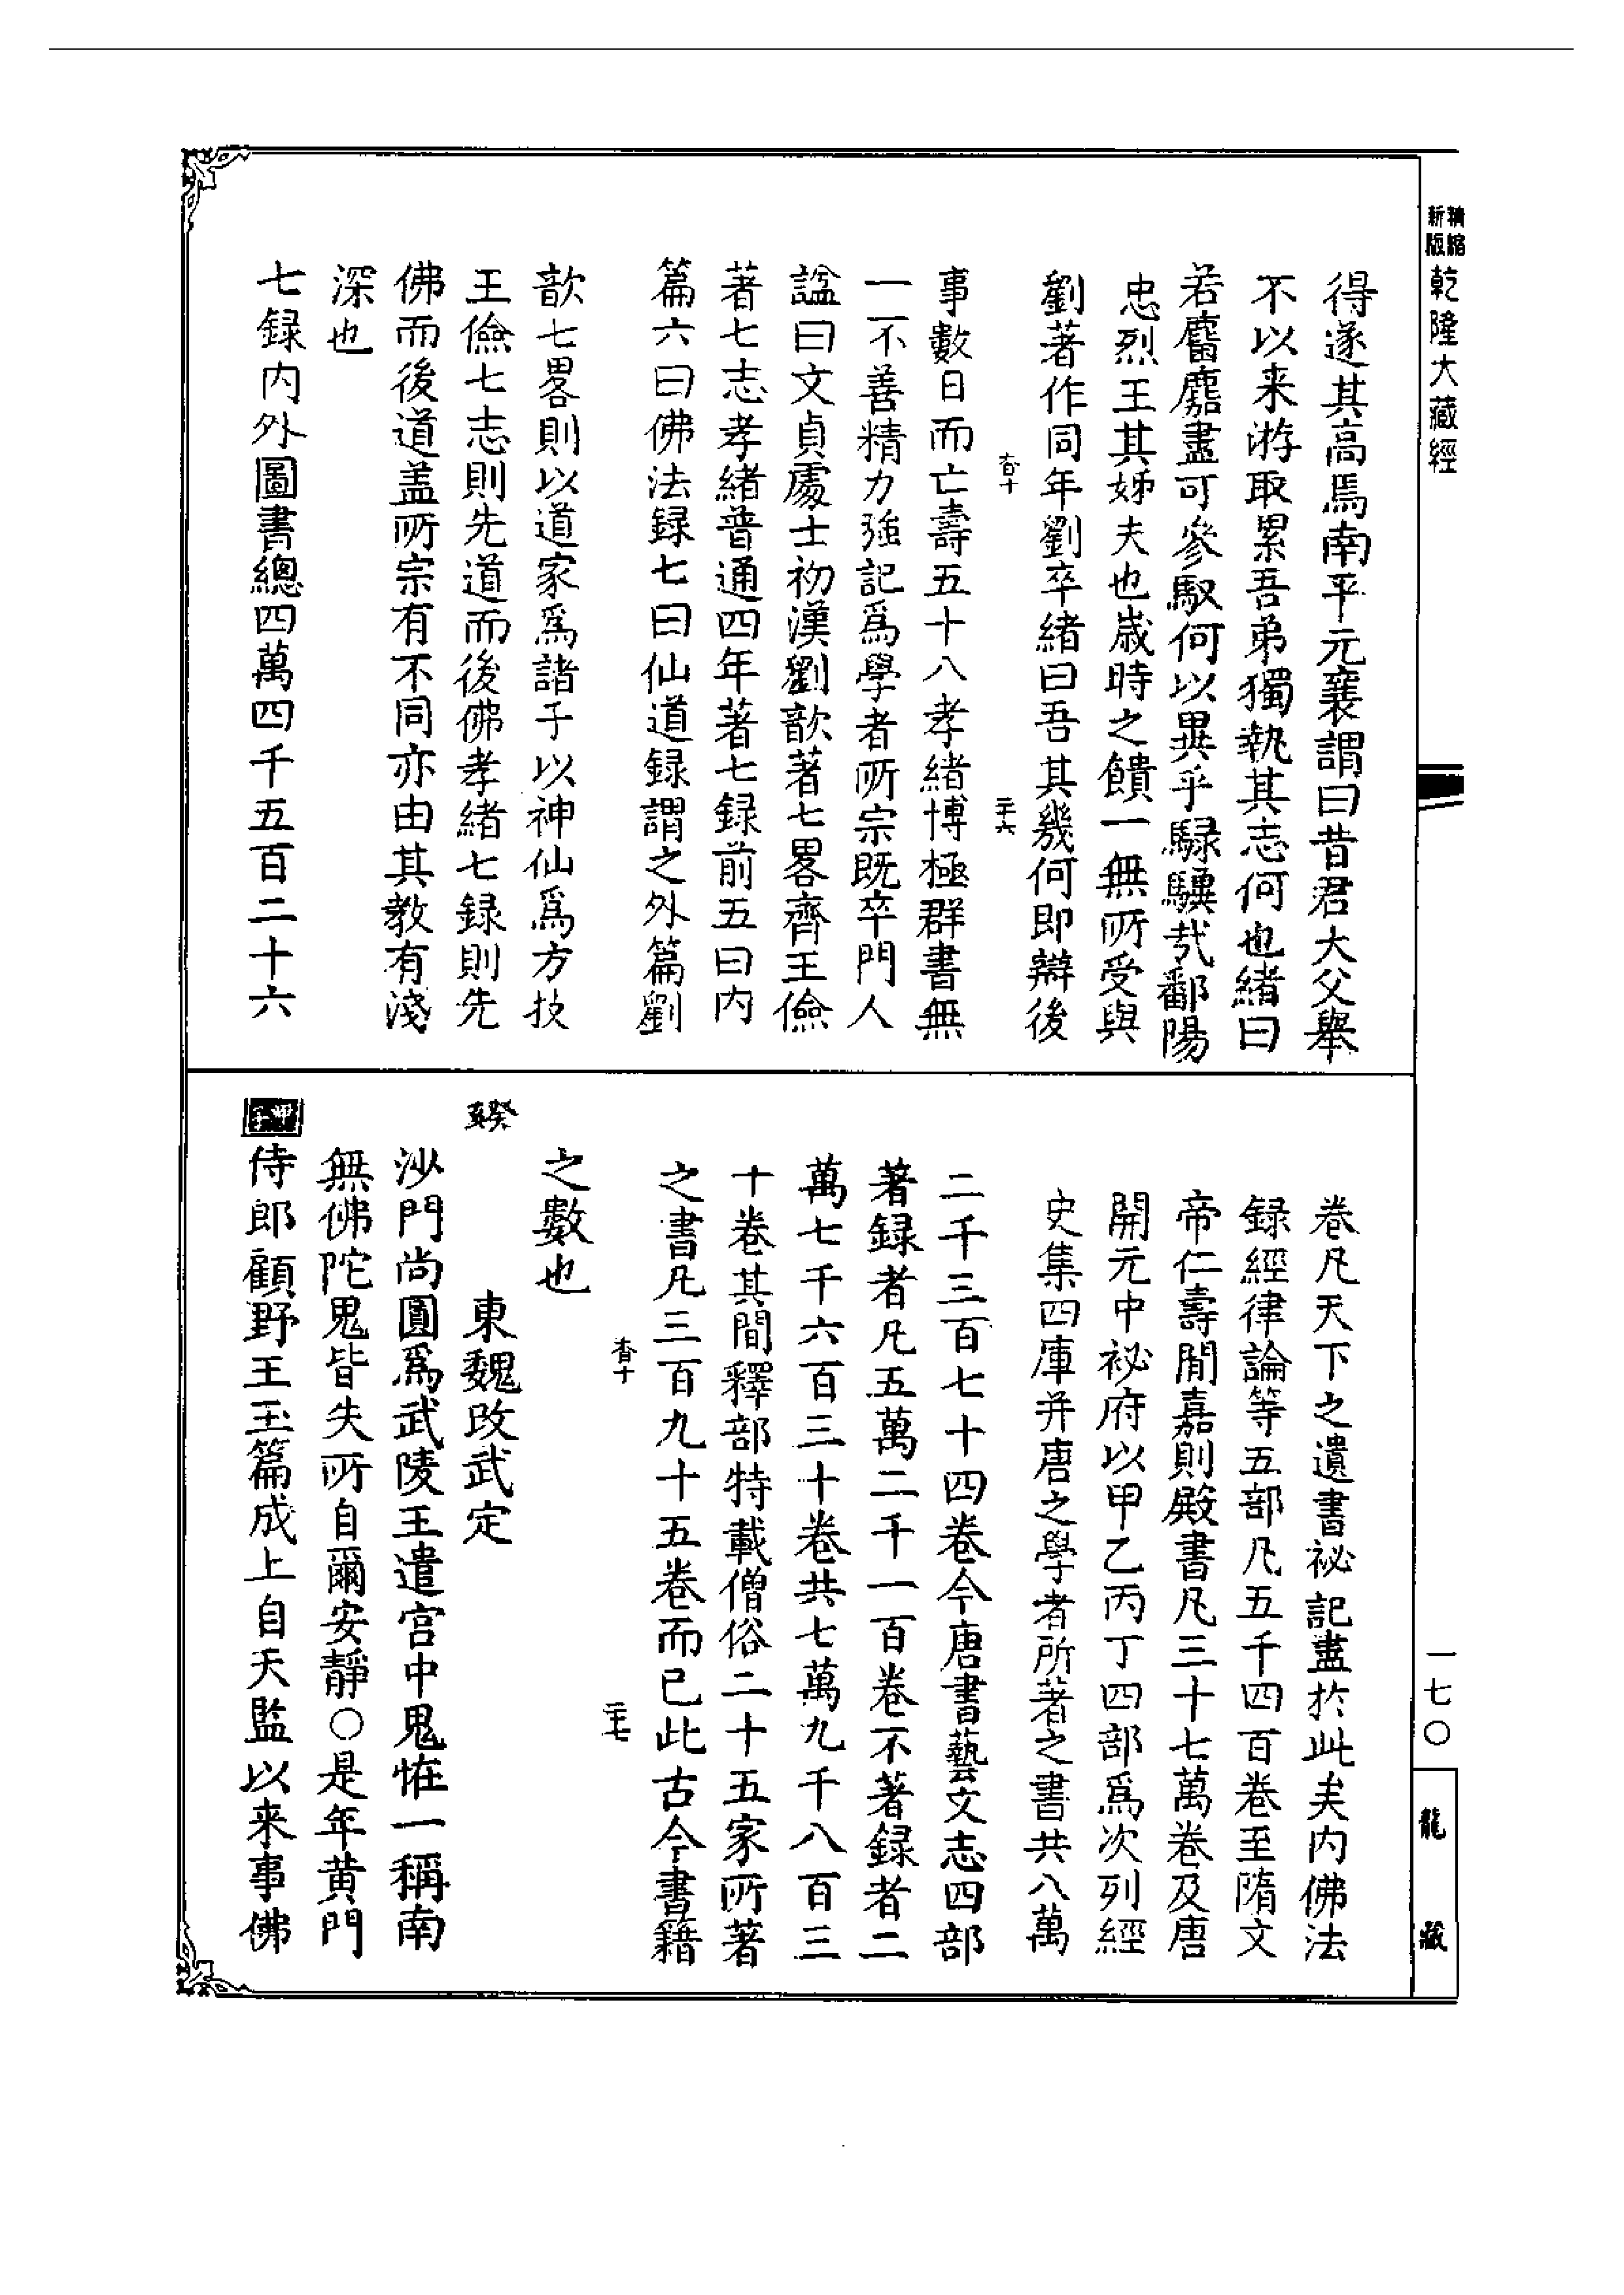 精縮
新版
乾隆大藏經
一七〇
龍藏
得遂其高焉南平元襄謂曰昔君大父舉
不以来游取累吾弟獨執其志何也緒曰
若麕麚盡可參馭何以異乎騄驥哉鄱陽
忠烈王其姊夫也歲時之饋一無所受與
劉著作同年劉卒緒曰吾其幾何即辯後
杳十
二十六
事數日而亡壽五十八孝緒博極群書無
一不善精力強記爲學者所宗既卒門人
諡曰文貞處士初漢劉歆著七畧齊王儉
著七志孝緒普通四年著七録前五曰内
篇六曰佛法録七曰仙道録謂之外篇劉
歆七畧則以道家爲諸子以神仙爲方技
王儉七志則先道而後佛孝緒七録則先
佛而後道盖所宗有不同亦由其教有淺
深也
七録内外圖書總四萬四千五百二十六
卷凡天下之遺書祕記盡於此矣内佛法
録經律論等五部凡五千四百卷至隋文
帝仁壽間嘉則殿書凡三十七萬卷及唐
開元中祕府以甲乙丙丁四部爲次列經
史集四庫并唐之學者所著之書共八萬
二千三百七十四卷今唐書藝文志四部
著録者凡五萬二千一百卷不著録者二
萬七千六百三十卷共七萬九千八百三
十卷其間釋部特載僧俗二十五家所著
之書凡三百九十五卷而已此古今書籍
杳十
二十七
之數也
癸亥
東魏改武定
沙門尚圓爲武陵王遣宫中鬼恠一稱南
無佛陀鬼皆失所自爾安靜○是年黄門
侍郎顧野王玉篇成上自天監以来事佛